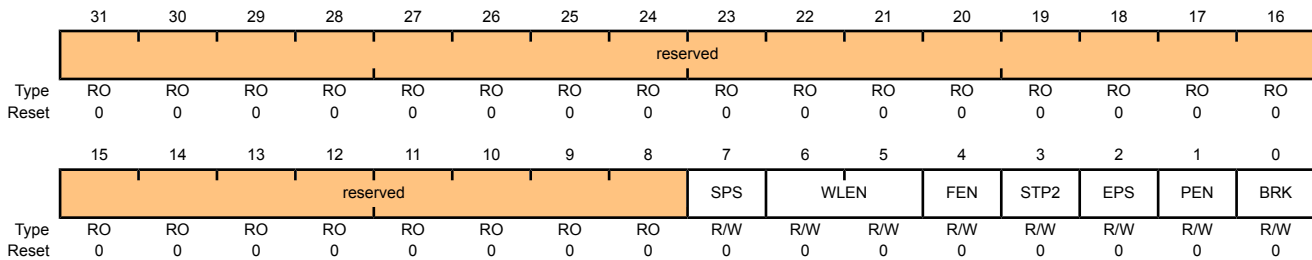 31 30 29 28 27 26 25 24 23 22 21 20 19 18 17 16
reserved
Type RO RO RO RO RO RO RO RO RO RO RO RO RO RO RO RO
Reset 0 0 0 0 0 0 0 0 0 0 0 0 0 0 0 0
15 14 13 12 11 10 9 8 7 6 5 4 3 2 1 0
reserved SPS WLEN FEN STP2 EPS PEN BRK
Type RO RO RO RO RO RO RO RO R/W R/W R/W R/W R/W R/W R/W R/W
Reset 0 0 0 0 0 0 0 0 0 0 0 0 0 0 0 0